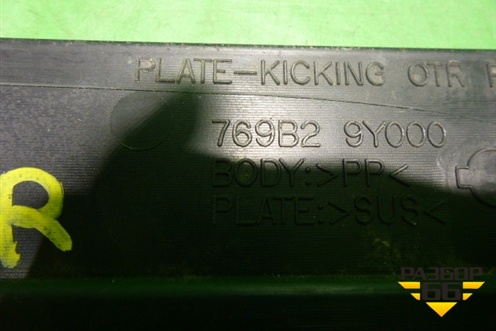 PLATE-KICKING OTR
769B2 9Y000
BODY:>PP<
PLATE:>SUS<
R
РАЗБОР
66